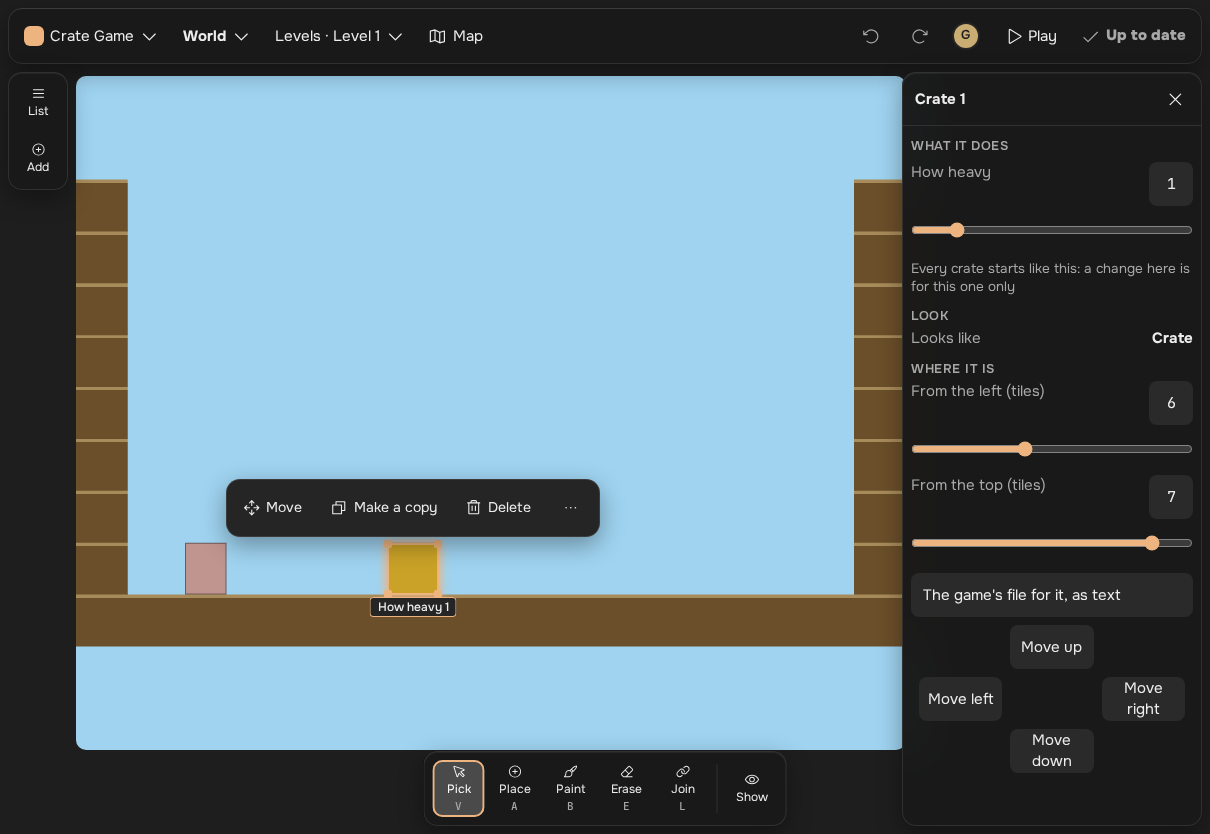 Crate Game
World
Levels · Level 1
Map
G
Play
Up to date
List
Add
Crate 1
WHAT IT DOES
How heavy
1
Every crate starts like this: a change here is
for this one only
LOOK
Looks like
Crate
WHERE IT IS
From the left (tiles)
6
From the top (tiles)
7
The game's file for it, as text
Move up
Move left
Move
right
Move
down
Move
Make a copy
Delete
···
How heavy 1
Pick
V
Place
A
Paint
B
Erase
E
Join
L
Show